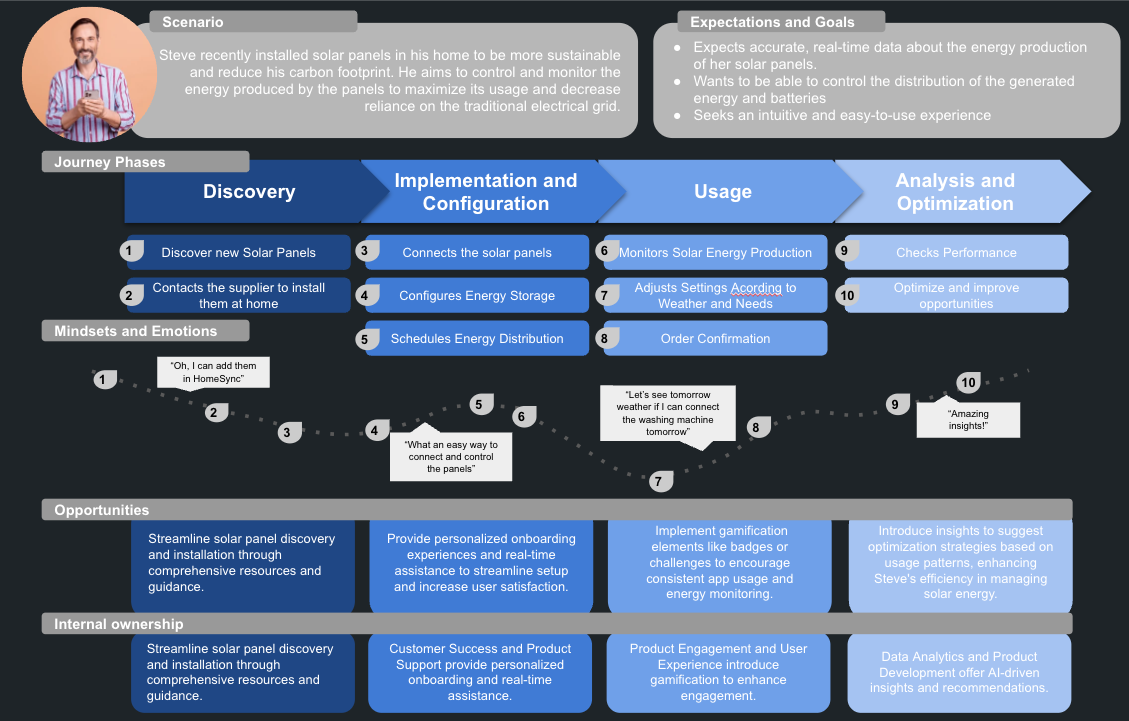 Scenario
Steve recently installed solar panels in his home to be more sustainable
and reduce his carbon footprint. He aims to control and monitor the
energy produced by the panels to maximize its usage and decrease
reliance on the traditional electrical grid.
Expectations and Goals
● Expects accurate, real-time data about the energy production
of her solar panels.
● Wants to be able to control the distribution of the generated
energy and batteries
● Seeks an intuitive and easy-to-use experience
Journey Phases
Discovery
Implementation and
Configuration
Usage
Analysis and
Optimization
1 Discover new Solar Panels
2 Contacts the supplier to install
them at home
3 Connects the solar panels
4 Configures Energy Storage
5 Schedules Energy Distribution
6 Monitors Solar Energy Production
7 Adjusts Settings Acording to
Weather and Needs
8 Order Confirmation
9 Checks Performance
10 Optimize and improve
opportunities
Mindsets and Emotions
1
“Oh, I can add them
in HomeSync”
2
3
4
“What an easy way to
connect and control
the panels”
5
6
“Let’s see tomorrow
weather if I can connect
the washing machine
tomorrow”
7
8
9
10
“Amazing
insights!”
Opportunities
Streamline solar panel discovery
and installation through
comprehensive resources and
guidance.
Provide personalized onboarding
experiences and real-time
assistance to streamline setup
and increase user satisfaction.
Implement gamification
elements like badges or
challenges to encourage
consistent app usage and
energy monitoring.
Introduce insights to suggest
optimization strategies based on
usage patterns, enhancing
Steve's efficiency in managing
solar energy.
Internal ownership
Streamline solar panel discovery
and installation through
comprehensive resources and
guidance.
Customer Success and Product
Support provide personalized
onboarding and real-time
assistance.
Product Engagement and User
Experience introduce
gamification to enhance
engagement.
Data Analytics and Product
Development offer AI-driven
insights and recommendations.